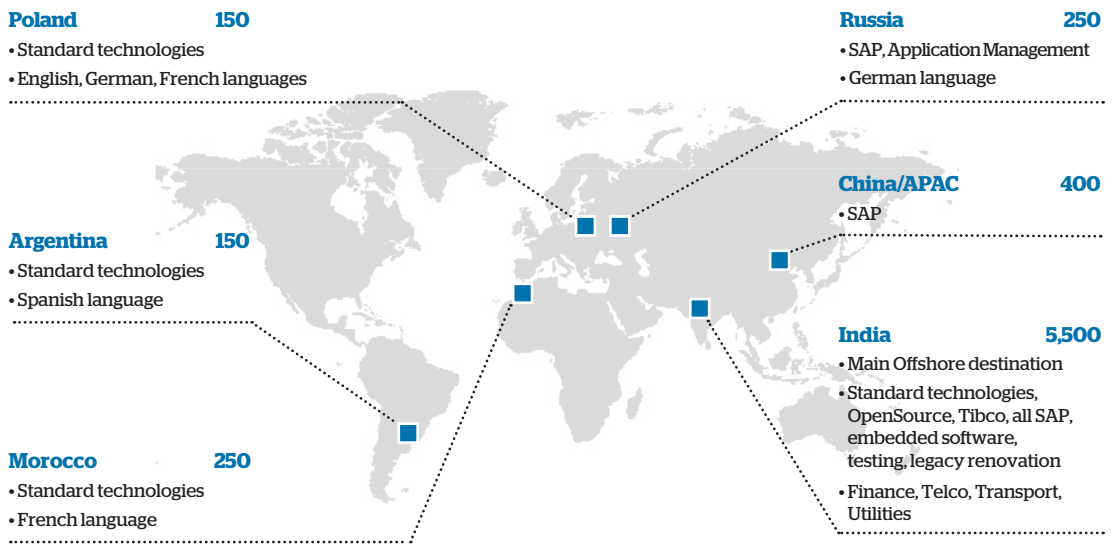 Poland 150
• Standard technologies
• English, German, French languages
Argentina 150
• Standard technologies
• Spanish language
Morocco 250
• Standard technologies
• French language
Russia 250
• SAP, Application Management
• German language
China/APAC 400
• SAP
India 5,500
• Main Offshore destination
• Standard technologies,
OpenSource, Tibco, all SAP,
embedded software,
testing, legacy renovation
• Finance, Telco, Transport,
Utilities